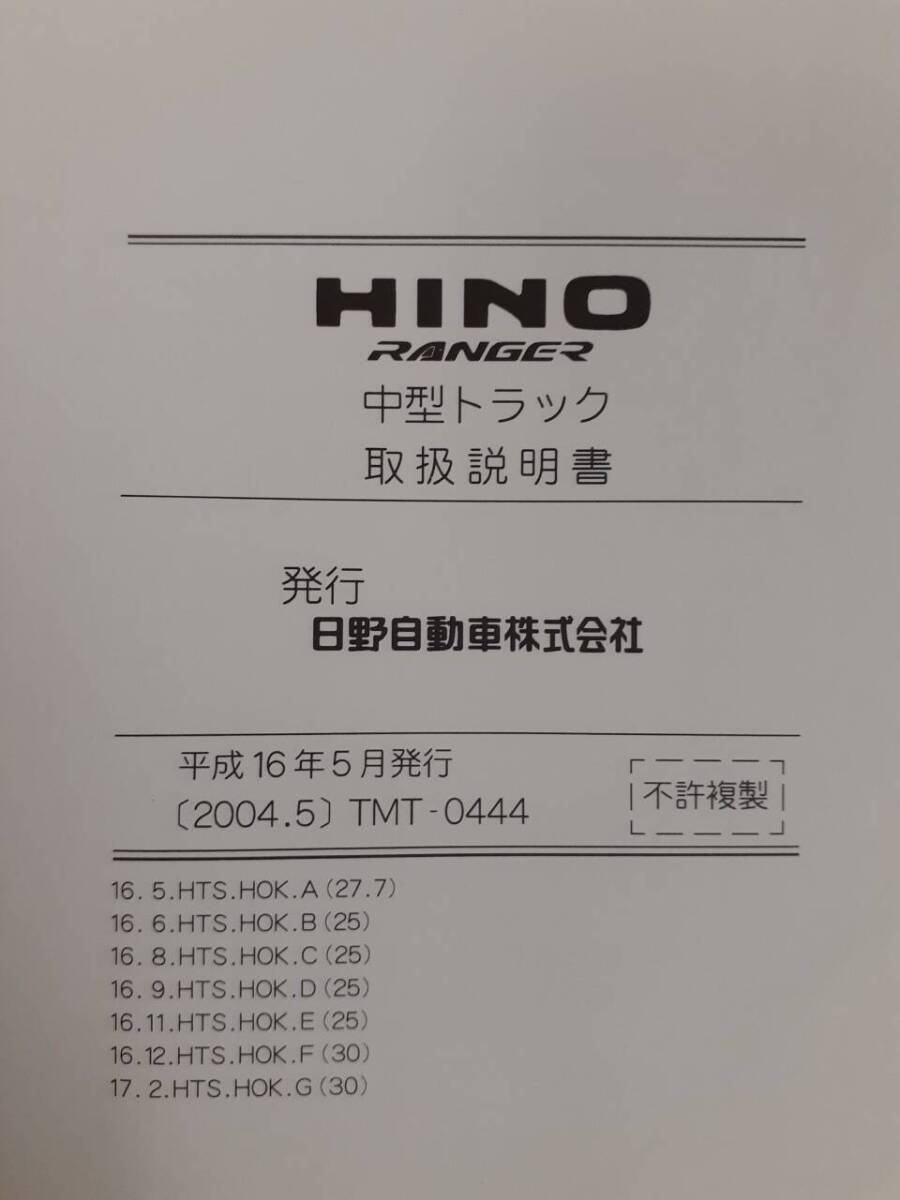 HINO
RANGER
中型トラック
取扱説明書
発行
日野自動車株式会社
平成16年5月発行
〔2004.5〕TMT-0444
不許複製
16. 5.HTS.HOK.A(27.7)
16. 6.HTS.HOK.B(25)
16. 8.HTS.HOK.C(25)
16. 9.HTS.HOK.D(25)
16.11.HTS.HOK.E(25)
16.12.HTS.HOK.F(30)
17. 2.HTS.HOK.G(30)